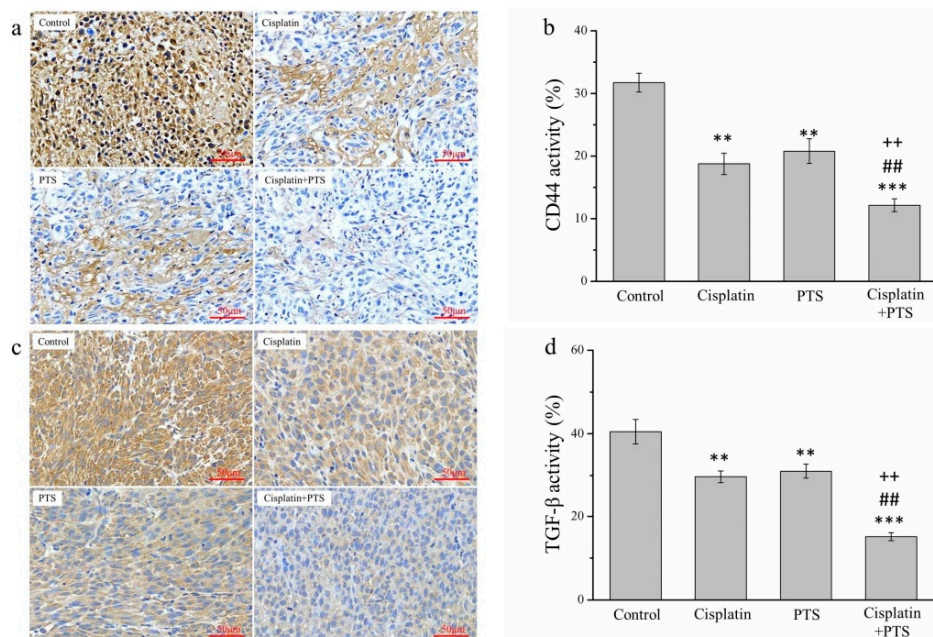 a
Control
Cisplatin
50μm
50μm
PTS
Cisplatin+PTS
50μm
50μm
b
CD44 activity (%)
40
30
20
10
0
**
**
++
##
***
Control
Cisplatin
PTS
Cisplatin
+PTS
c
Control
Cisplatin
50μm
50μm
PTS
Cisplatin+PTS
50μm
50μm
d
TGF-β activity (%)
60
40
20
0
**
**
++
##
***
Control
Cisplatin
PTS
Cisplatin
+PTS